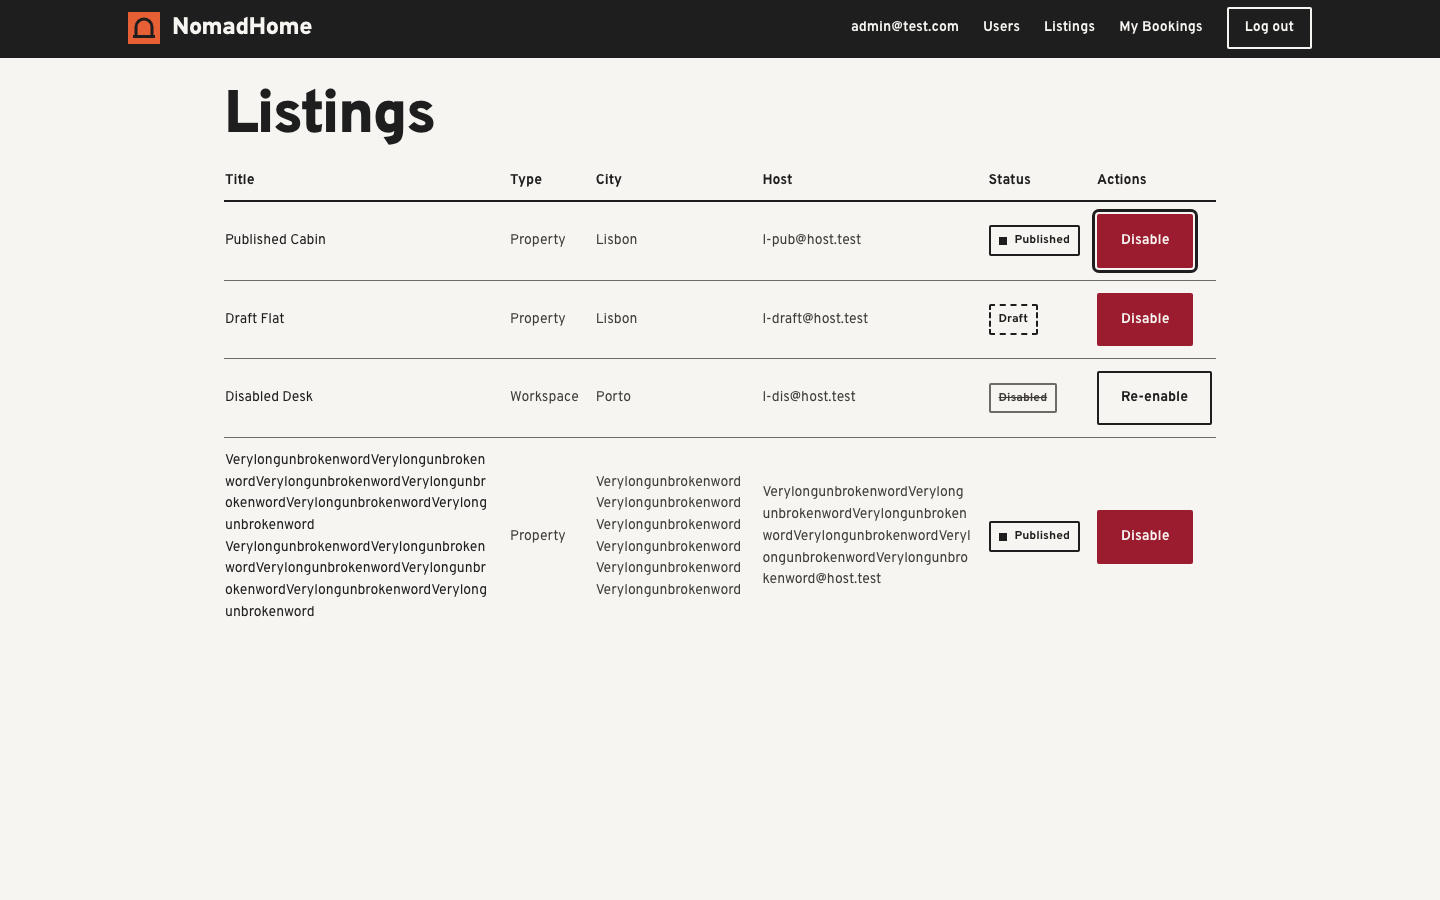 NomadHome
admin@test.com Users Listings My Bookings Log out
Listings
Title Type City Host Status Actions
Published Cabin Property Lisbon l-pub@host.test Published Disable
Draft Flat Property Lisbon l-draft@host.test Draft Disable
Disabled Desk Workspace Porto l-dis@host.test Disabled Re-enable
VerylongunbrokenwordVerylongunbroken
wordVerylongunbrokenwordVerylongunbr
okenwordVerylongunbrokenwordVerylong
unbrokenword
VerylongunbrokenwordVerylongunbroken
wordVerylongunbrokenwordVerylongunbr
okenwordVerylongunbrokenwordVerylong
unbrokenword
Property
Verylongunbrokenword
Verylongunbrokenword
Verylongunbrokenword
Verylongunbrokenword
Verylongunbrokenword
Verylongunbrokenword
VerylongunbrokenwordVerylong
unbrokenwordVerylongunbroken
wordVerylongunbrokenwordVeryl
ongunbrokenwordVerylongunbro
kenword@host.test
Published
Disable